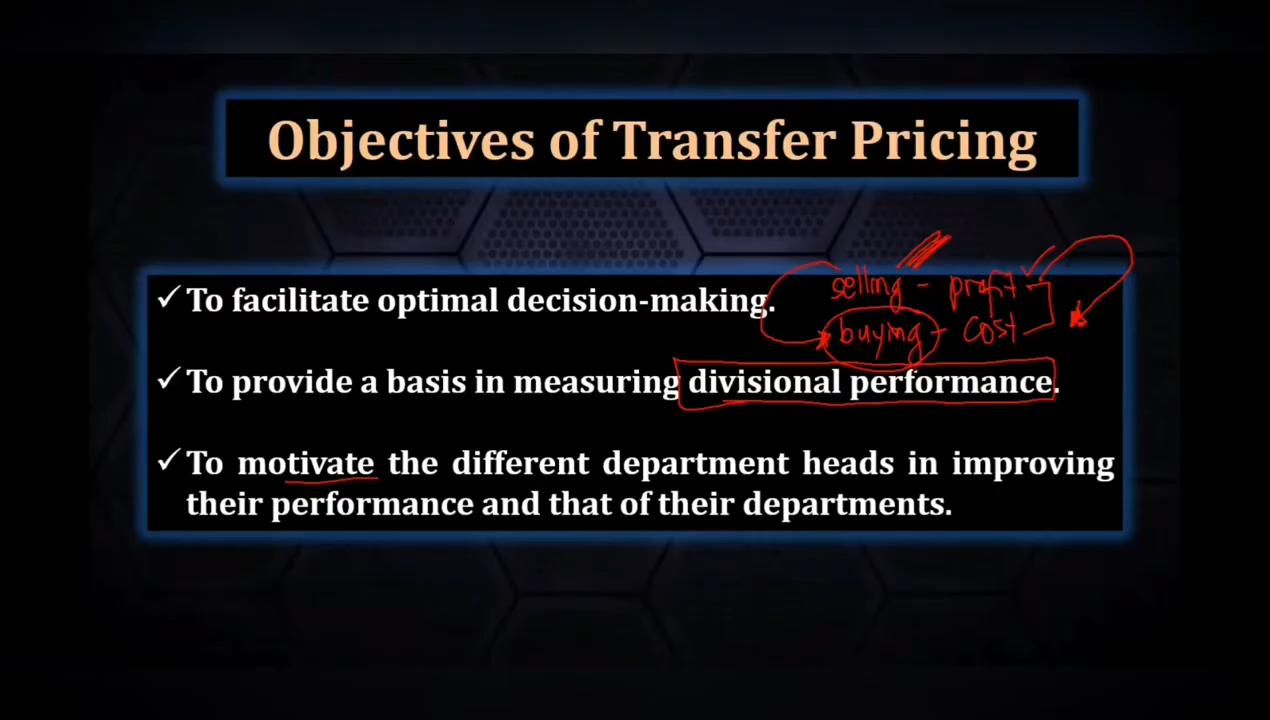 Objectives of Transfer Pricing
✓ To facilitate optimal decision-making.
selling - profit
buying - cost
✓ To provide a basis in measuring divisional performance.
✓ To motivate the different department heads in improving
their performance and that of their departments.